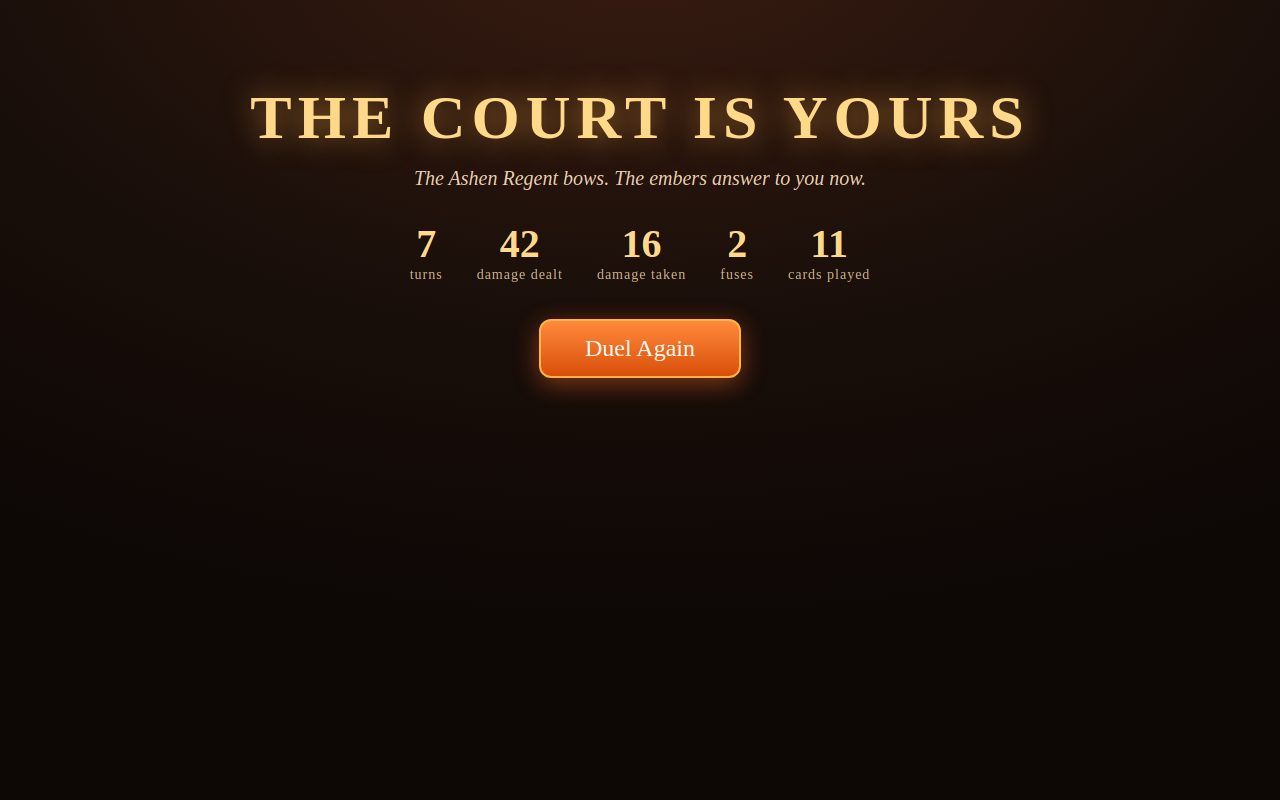 THE COURT IS YOURS
The Ashen Regent bows. The embers answer to you now.
7 42 16 2 11
turns damage dealt damage taken fuses cards played
Duel Again